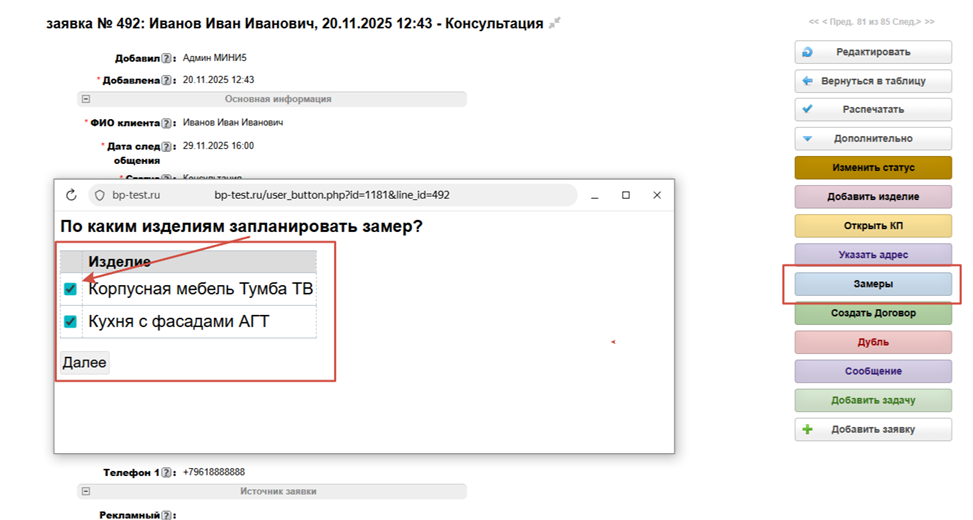 заявка № 492: Иванов Иван Иванович, 20.11.2025 12:43 - Консультация
<< < Пред. 81 из 85 След.> >>
Добавил ? : Админ МИНИ5
* Добавлена ? : 20.11.2025 12:43
Основная информация
* ФИО клиента ? : Иванов Иван Иванович
* Дата след ? : 29.11.2025 16:00
общения
* Статус ? : Консультация
bp-test.ru bp-test.ru/user_button.php?id=1181&line_id=492
По каким изделиям запланировать замер?
Изделие
Корпусная мебель Тумба ТВ
Кухня с фасадами АГТ
Далее
Телефон 1 ? : +79618888888
Источник заявки
Рекламный ? :
Редактировать
Вернуться в таблицу
Распечатать
Дополнительно
Изменить статус
Добавить изделие
Открыть КП
Указать адрес
Замеры
Создать Договор
Дубль
Сообщение
Добавить задачу
Добавить заявку